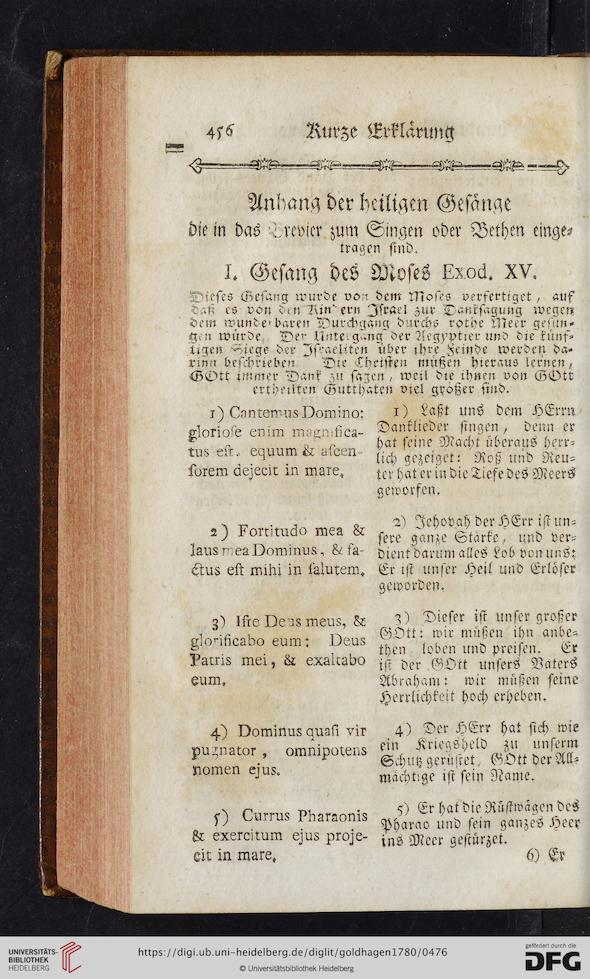 456 Kurze Erklärung
Anhang der heiligen Gesänge
die in das Brevier zum Singen oder Bethen einge⸗
tragen sind.
I. Gesang des Moses Exod. XV.
Dieses Gesang wurde von dem Moses verfertiget, auf
daß es von den Kindern Israel zur Danksagung wegen
dem wunderbaren Durchgang durchs rothe Meer gesun⸗
gen würde. Der Untergang der Aegyptier und die künf⸗
tigen Siege der Israeliten über ihre Feinde werden da⸗
rinn beschrieben. Die Christen müßen hieraus lernen,
GOtt immer Dank zu sagen, weil die ihnen von GOtt
ertheilten Gutthaten viel größer sind.
1) Cantemus Domino:
gloriose enim magnifica-
tus est. equum & ascen-
sorem dejecit in mare.
1) Laßt uns dem HErrn
Danklieder singen, denn er
hat seine Macht überaus herr⸗
lich gezeiget: Roß und Reu⸗
ter hat er in die Tiefe des Meers
geworfen.
2) Fortitudo mea &
laus mea Dominus, & fa-
ctus est mihi in salutem.
2) Jehovah der HErr ist un⸗
sere ganze Stärke, und ver⸗
dient darum alles Lob von uns:
Er ist unser Heil und Erlöser
geworden.
3) Iste Deus meus, &
glorificabo eum: Deus
Patris mei, & exaltabo
eum.
3) Dieser ist unser großer
GOtt: wir müßen ihn anbe⸗
then loben und preisen. Er
ist der GOtt unsers Vaters
Abraham: wir müßen seine
Herrlichkeit hoch erheben.
4) Dominus quasi vir
pugnator, omnipotens
nomen ejus.
4) Der HErr hat sich wie
ein Kriegsheld zu unserm
Schutz gerüstet, GOtt der All⸗
mächtige ist sein Name.
5) Currus Pharaonis
& exercitum ejus proje-
cit in mare.
5) Er hat die Rüstwägen des
Pharao und sein ganzes Heer
ins Meer gestürzet.
6) Er
UNIVERSITÄTS-
BIBLIOTHEK
HEIDELBERG
https://digi.ub.uni-heidelberg.de/diglit/goldhagen1780/0476
© Universitätsbibliothek Heidelberg
gefördert durch die
DFG